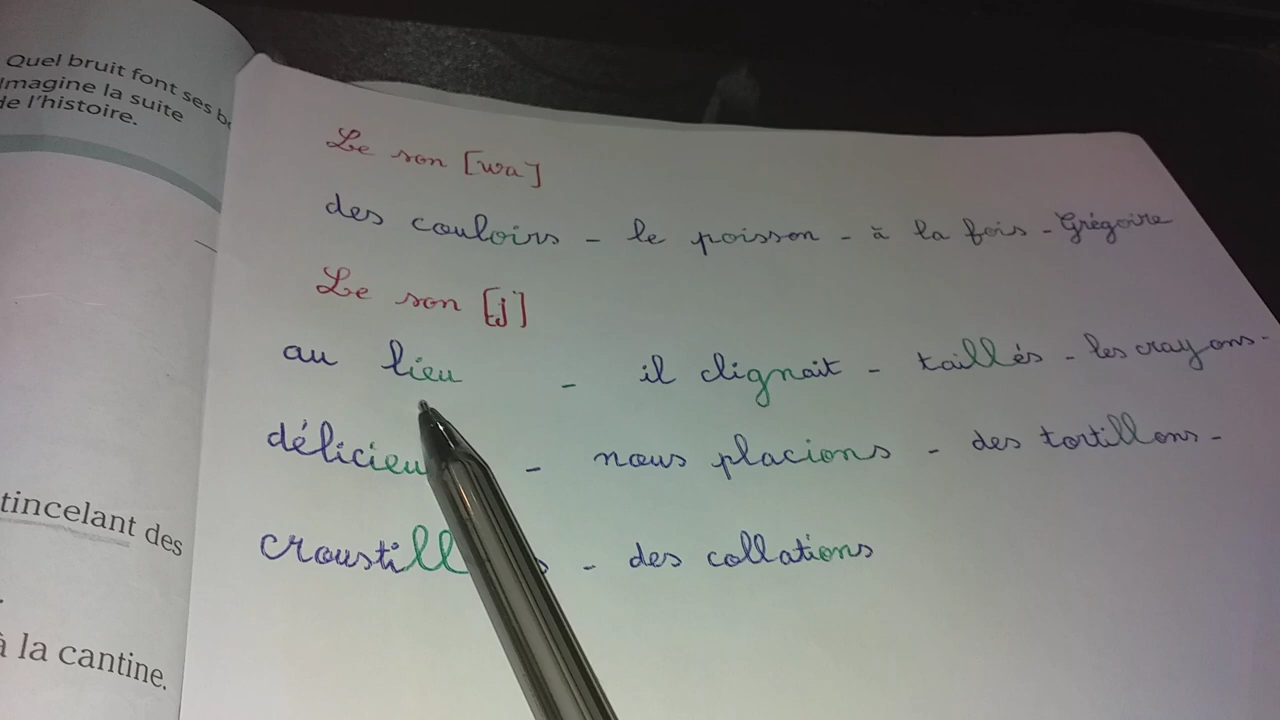 Quel bruit font ses
Imagine la suite
de l'histoire.
tincelant des
à la cantine.
Le son [wa]
des couloirs - le poisson - à la fois - Grégoire
Le son [j]
au lieu - il clignait - taillés - les crayons -
délicieu - nous placions - des tortillons -
croustill - des collations